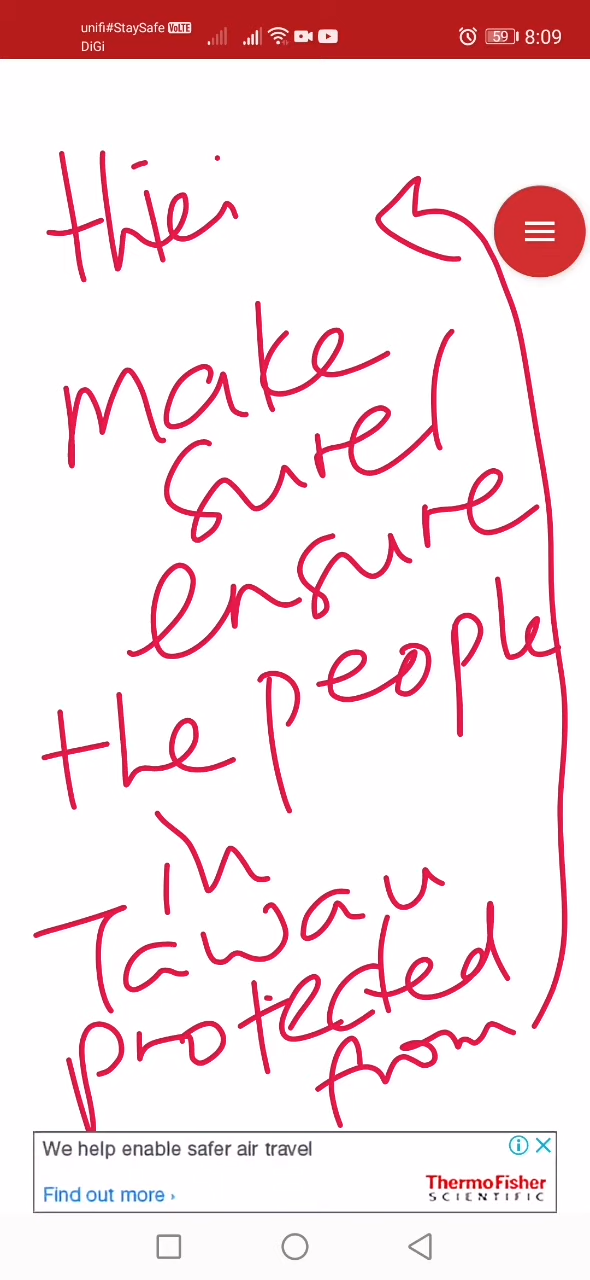 unifi#StaySafe VoLTE
DiGi
59 8:09
make
sure/
ensure
the people
in
Tawau
protected
from
We help enable safer air travel
Find out more ›
ThermoFisher
SCIENTIFIC